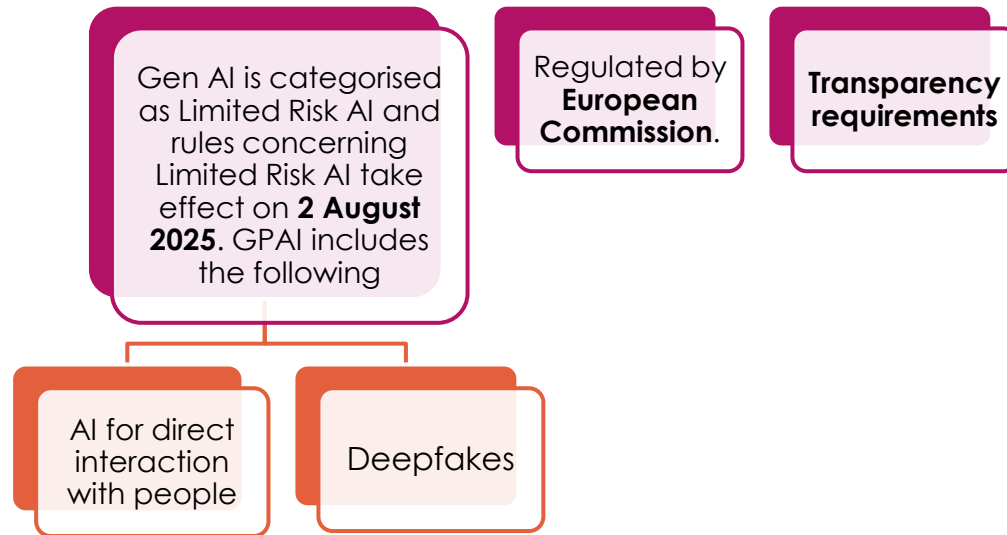 Gen AI is categorised
as Limited Risk AI and
rules concerning
Limited Risk AI take
effect on 2 August
2025. GPAI includes
the following
Regulated by
European
Commission.
Transparency
requirements
AI for direct
interaction
with people
Deepfakes